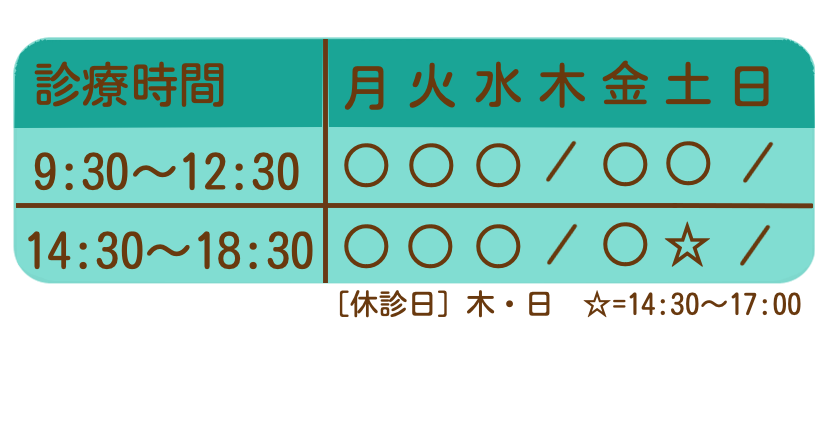 診療時間 月 火 水 木 金 土 日
9:30〜12:30 ○ ○ ○ / ○ ○ /
14:30〜18:30 ○ ○ ○ / ○ ☆ /
［休診日］木・日　☆=14:30〜17:00